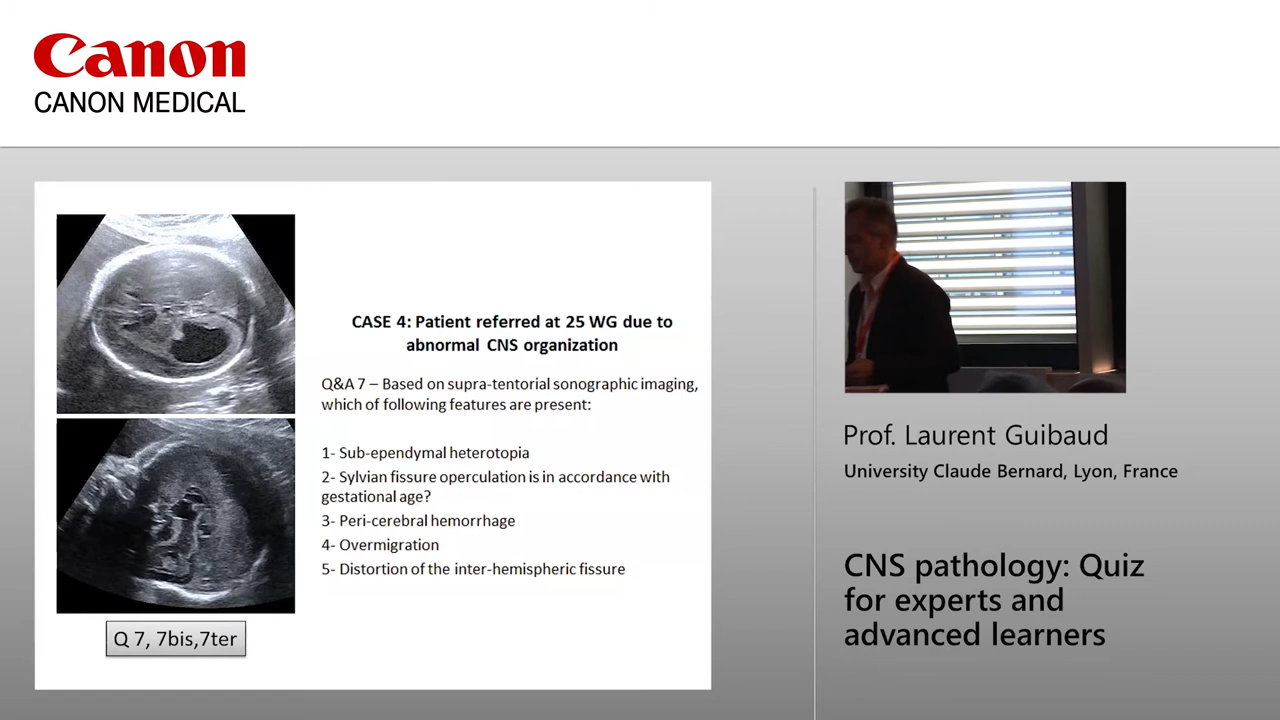 Canon
CANON MEDICAL
CASE 4: Patient referred at 25 WG due to
abnormal CNS organization
Q&A 7 – Based on supra-tentorial sonographic imaging,
which of following features are present:
1- Sub-ependymal heterotopia
2- Sylvian fissure operculation is in accordance with
gestational age?
3- Peri-cerebral hemorrhage
4- Overmigration
5- Distortion of the inter-hemispheric fissure
Q 7, 7bis,7ter
Prof. Laurent Guibaud
University Claude Bernard, Lyon, France
CNS pathology: Quiz
for experts and
advanced learners